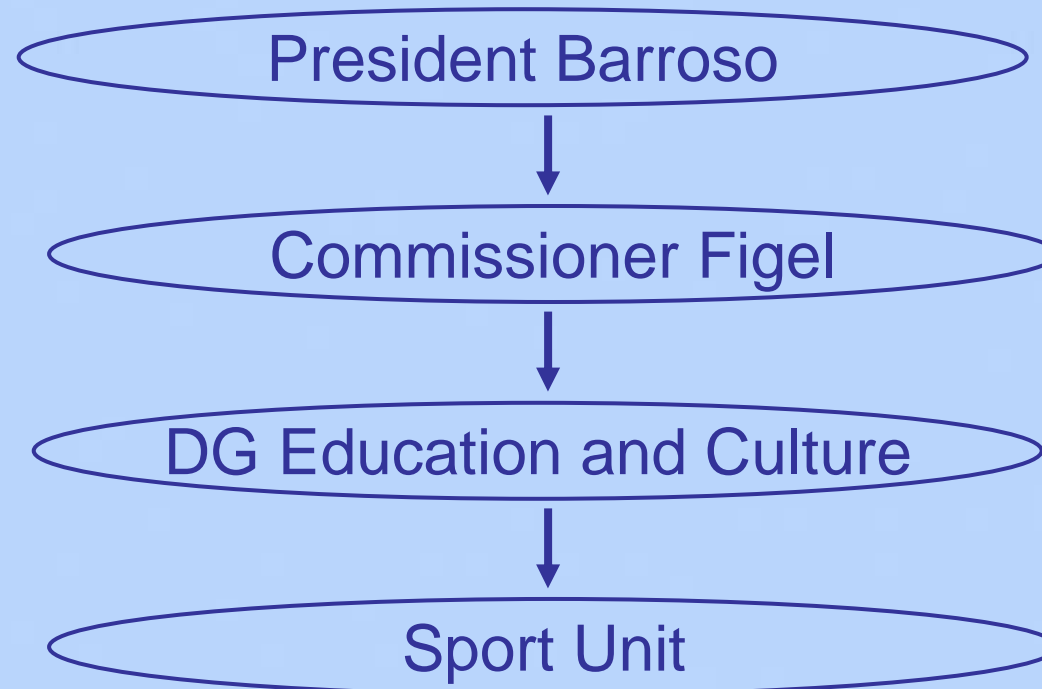 President Barroso
Commissioner Figel
DG Education and Culture
Sport Unit